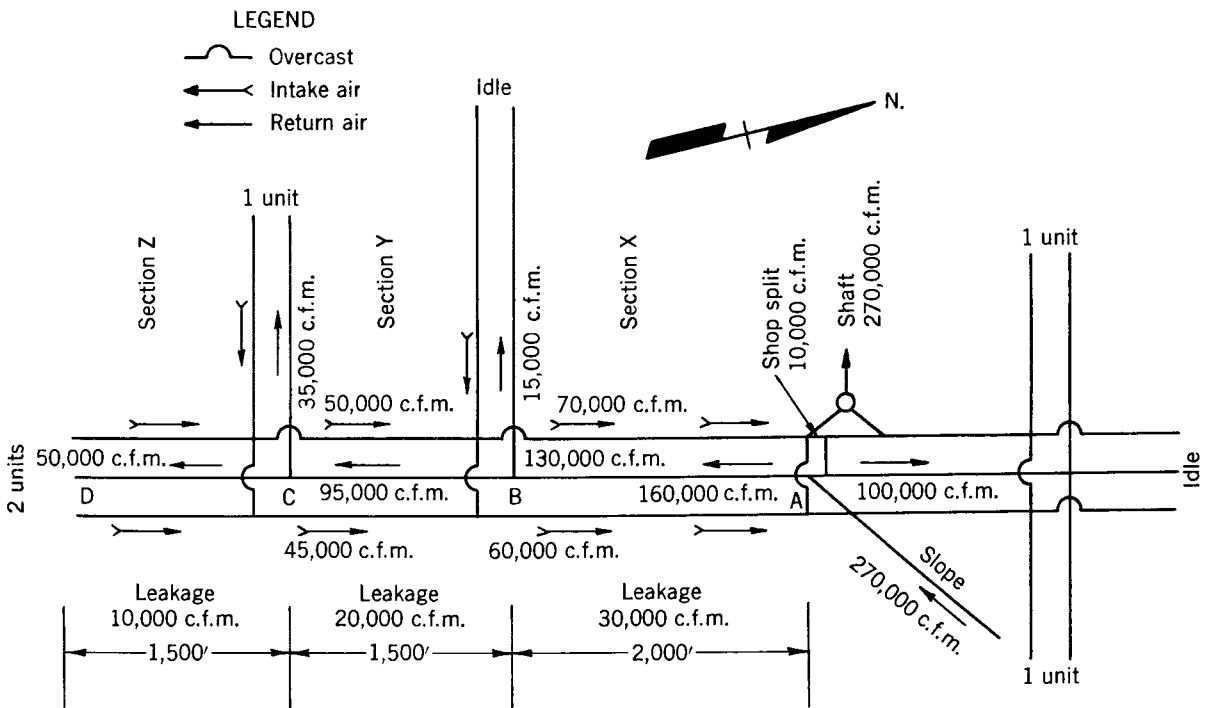 LEGEND
Overcast
Intake air
Return air
Idle
N.
1 unit
Section Z
Section Y
Section X
Shop split
10,000 c.f.m.
Shaft
270,000 c.f.m.
1 unit
35,000 c.f.m.
15,000 c.f.m.
50,000 c.f.m.
70,000 c.f.m.
2 units
50,000 c.f.m.
130,000 c.f.m.
Idle
D
C
95,000 c.f.m.
B
160,000 c.f.m.
A
100,000 c.f.m.
45,000 c.f.m.
60,000 c.f.m.
Slope
270,000 c.f.m.
Leakage
10,000 c.f.m.
1,500'
Leakage
20,000 c.f.m.
1,500'
Leakage
30,000 c.f.m.
2,000'
1 unit